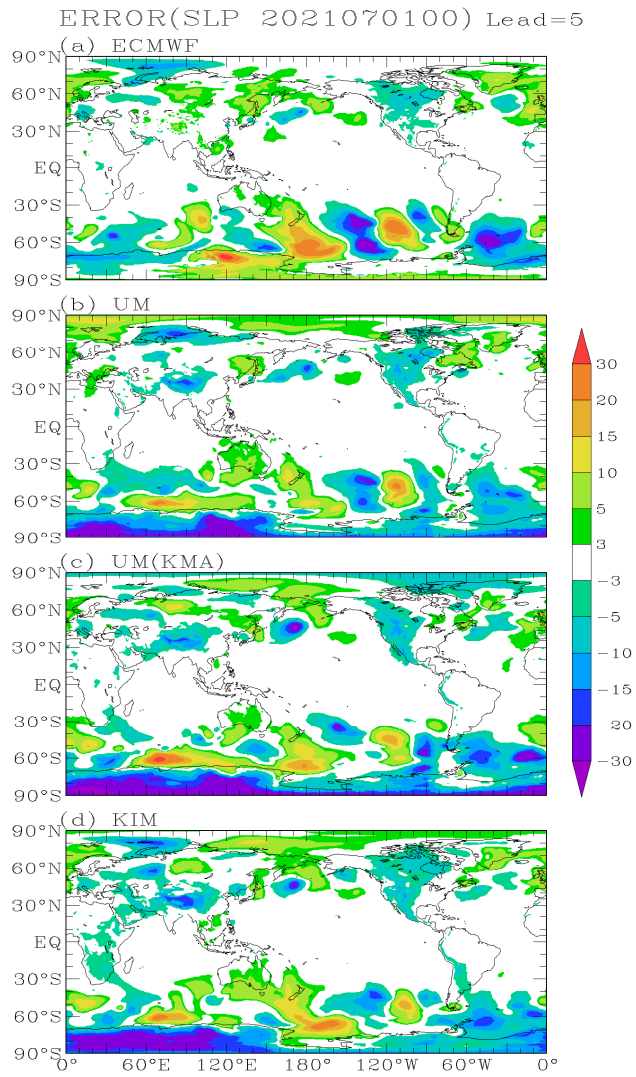 ERROR(SLP 2021070100) Lead=5
(a) ECMWF
90°N
60°N
30°N
EQ
30°S
60°S
90°S
(b) UM
90°N
60°N
30°N
EQ
30°S
60°S
90°S
(c) UM(KMA)
90°N
60°N
30°N
EQ
30°S
60°S
90°S
(d) KIM
90°N
60°N
30°N
EQ
30°S
60°S
90°S
0° 60°E 120°E 180° 120°W 60°W 0°
30
20
15
10
5
3
-3
-5
-10
-15
-20
-30